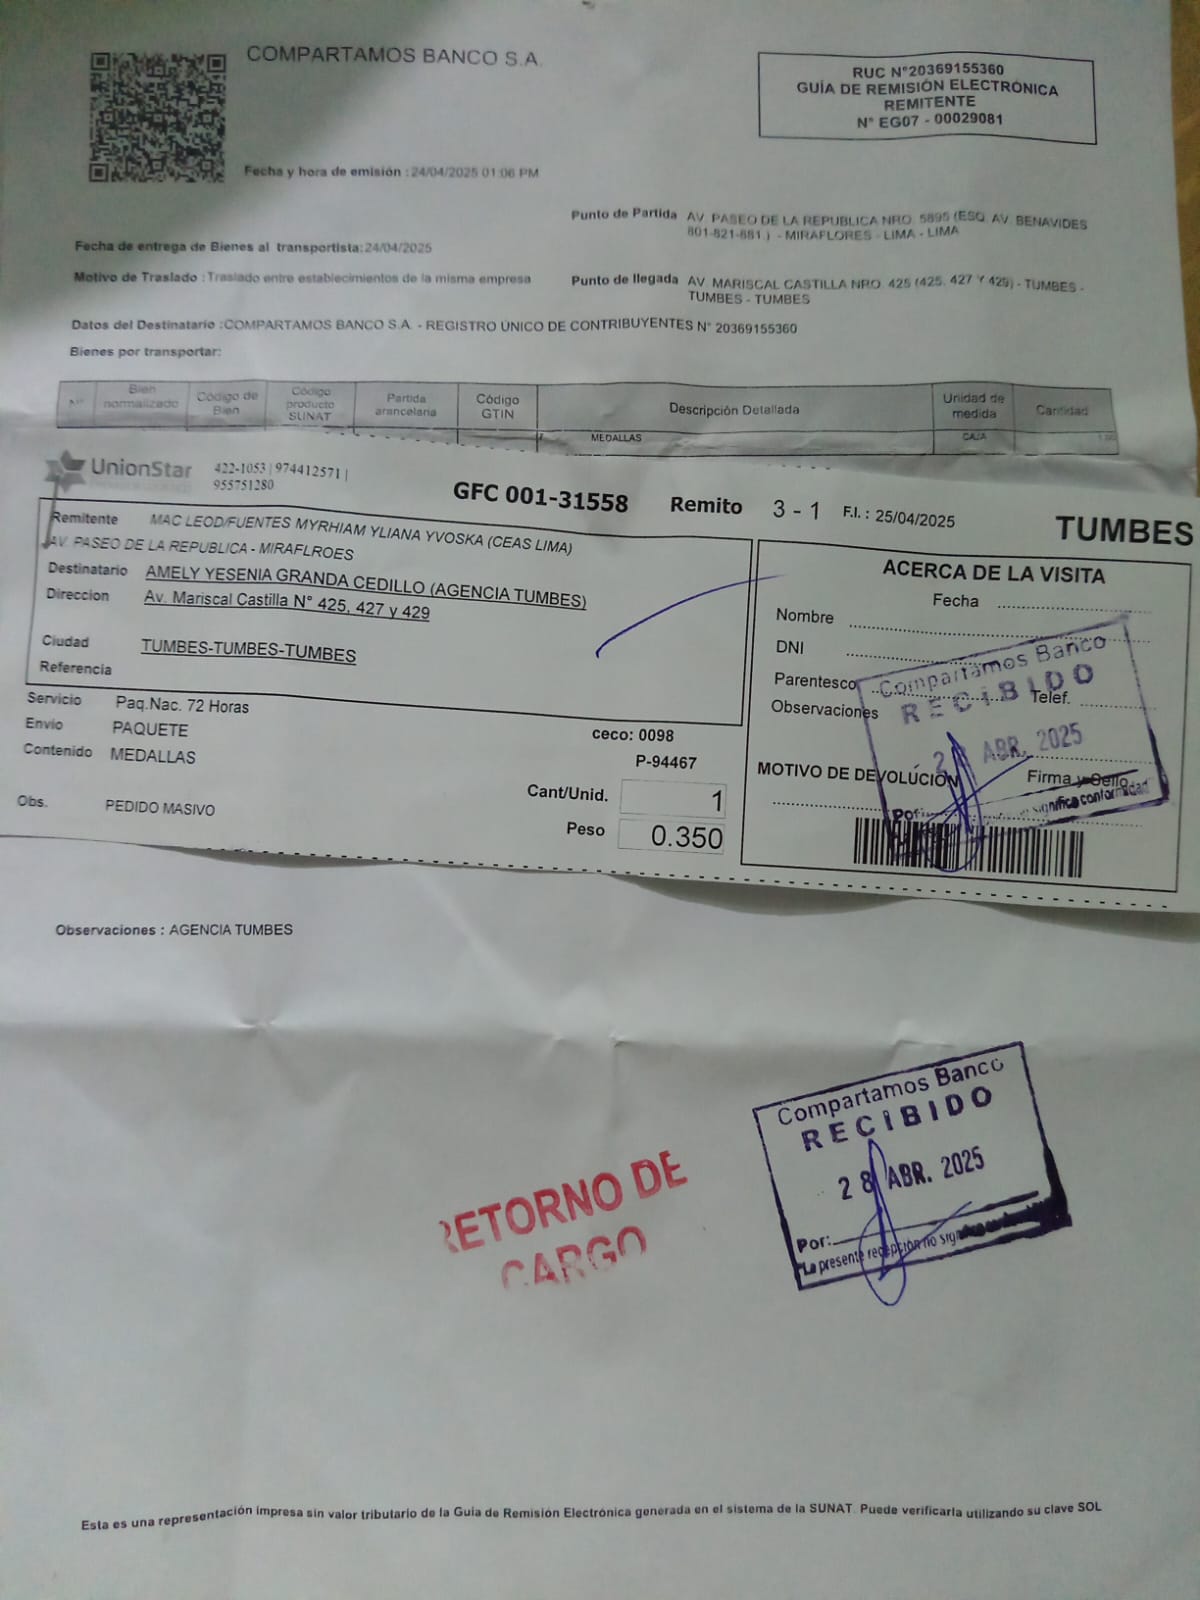 COMPARTAMOS BANCO S.A.
RUC N°20369155360
GUÍA DE REMISIÓN ELECTRÓNICA
REMITENTE
N° EG07 - 00029081
Fecha y hora de emisión : 24/04/2025 01:06 PM
Punto de Partida AV. PASEO DE LA REPUBLICA NRO. 5895 (ESQ. AV. BENAVIDES
801-821-881.) - MIRAFLORES - LIMA - LIMA
Fecha de entrega de Bienes al transportista:24/04/2025
Motivo de Traslado :Traslado entre establecimientos de la misma empresa
Punto de llegada AV. MARISCAL CASTILLA NRO. 425 (425, 427 Y 429) - TUMBES -
TUMBES - TUMBES
Datos del Destinatario :COMPARTAMOS BANCO S.A. - REGISTRO ÚNICO DE CONTRIBUYENTES N° 20369155360
Bienes por transportar:
N° Bien normalizado Código de Bien Código producto SUNAT Partida arancelaria Código GTIN Descripción Detallada Unidad de medida Cantidad
MEDALLAS CAJA
UnionStar 422-1053 | 974412571 |
955751280
GFC 001-31558 Remito 3 - 1 F.I. : 25/04/2025 TUMBES
Remitente MAC LEOD/FUENTES MYRHIAM YLIANA YVOSKA (CEAS LIMA)
AV. PASEO DE LA REPUBLICA - MIRAFLROES
Destinatario AMELY YESENIA GRANDA CEDILLO (AGENCIA TUMBES)
Direccion Av. Mariscal Castilla N° 425, 427 y 429
Ciudad TUMBES-TUMBES-TUMBES
Referencia
Servicio Paq.Nac. 72 Horas
Envio PAQUETE
Contenido MEDALLAS
Obs. PEDIDO MASIVO
ceco: 0098
P-94467
Cant/Unid. 1
Peso 0.350
ACERCA DE LA VISITA
Fecha
Nombre
DNI
Parentesco
Telef.
Observaciones
MOTIVO DE DEVOLUCION
Firma y Sello
Compartamos Banco
RECIBIDO
ABR. 2025
Por:
significa conformidad
Observaciones : AGENCIA TUMBES
Compartamos Banco
RECIBIDO
28 ABR. 2025
Por:
"La presente recepción no
RETORNO DE
CARGO
Esta es una representación impresa sin valor tributario de la Guía de Remisión Electrónica generada en el sistema de la SUNAT. Puede verificarla utilizando su clave SOL